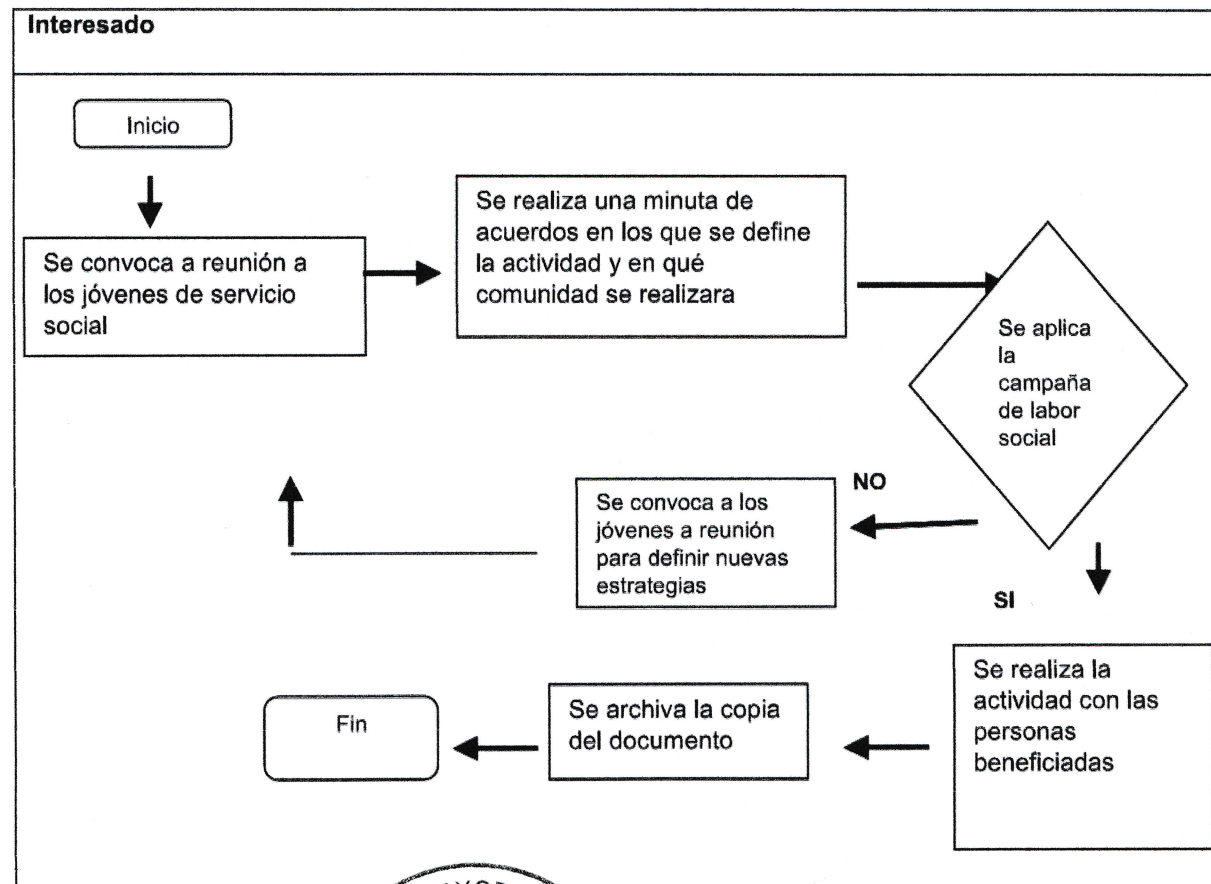 Interesado
Inicio
Se convoca a reunión a
los jóvenes de servicio
social
Se realiza una minuta de
acuerdos en los que se define
la actividad y en qué
comunidad se realizara
Se aplica
la
campaña
de labor
social
NO
Se convoca a los
jóvenes a reunión
para definir nuevas
estrategias
SI
Se realiza la
actividad con las
personas
beneficiadas
Se archiva la copia
del documento
Fin